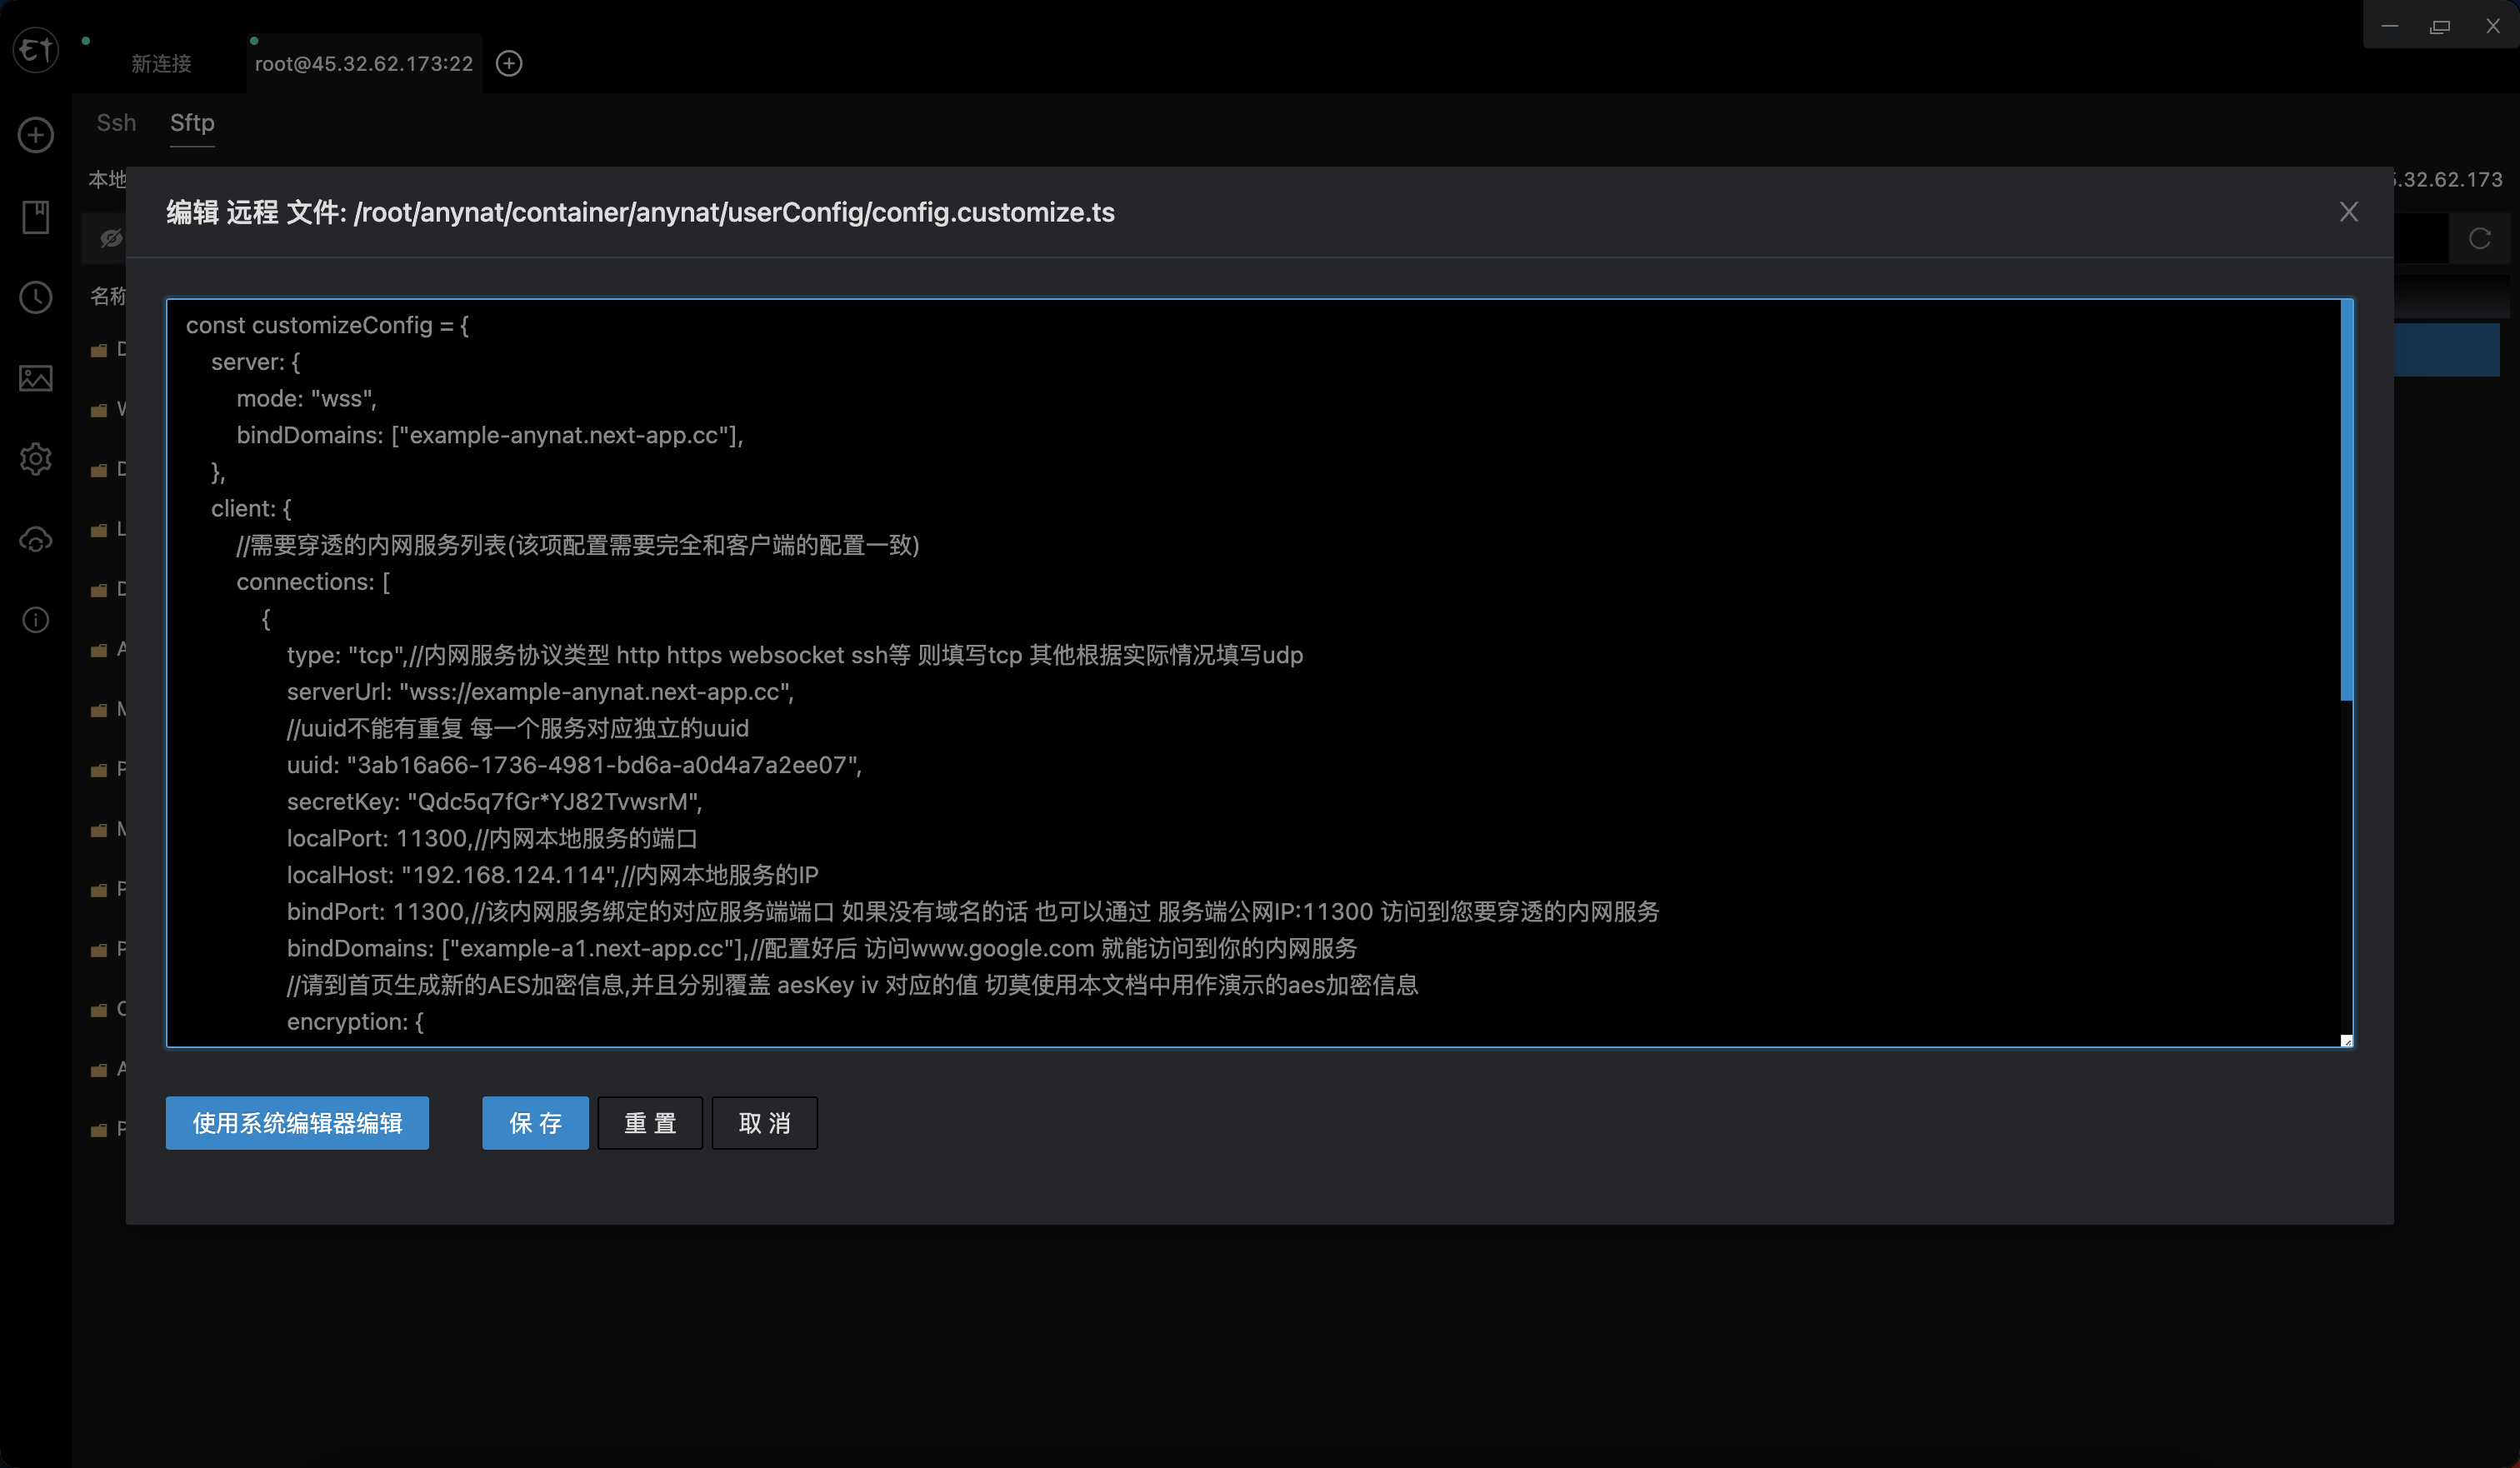 新连接
root@45.32.62.173:22
Ssh
Sftp
本地
.32.62.173
编辑 远程 文件: /root/anynat/container/anynat/userConfig/config.customize.ts
名称
const customizeConfig = {
server: {
mode: "wss",
bindDomains: ["example-anynat.next-app.cc"],
},
client: {
//需要穿透的内网服务列表(该项配置需要完全和客户端的配置一致)
connections: [
{
type: "tcp",//内网服务协议类型 http https websocket ssh等 则填写tcp 其他根据实际情况填写udp
serverUrl: "wss://example-anynat.next-app.cc",
//uuid不能有重复 每一个服务对应独立的uuid
uuid: "3ab16a66-1736-4981-bd6a-a0d4a7a2ee07",
secretKey: "Qdc5q7fGr*YJ82TvwsrM",
localPort: 11300,//内网本地服务的端口
localHost: "192.168.124.114",//内网本地服务的IP
bindPort: 11300,//该内网服务绑定的对应服务端端口 如果没有域名的话 也可以通过 服务端公网IP:11300 访问到您要穿透的内网服务
bindDomains: ["example-a1.next-app.cc"],//配置好后 访问www.google.com 就能访问到你的内网服务
//请到首页生成新的AES加密信息,并且分别覆盖 aesKey iv 对应的值 切莫使用本文档中用作演示的aes加密信息
encryption: {
使用系统编辑器编辑
保 存
重 置
取 消